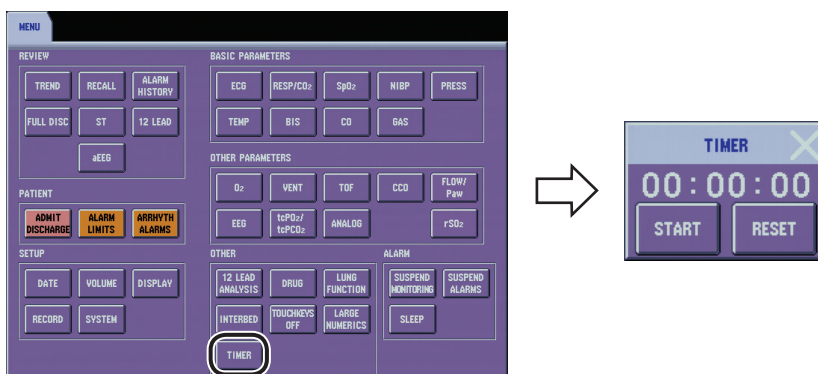 MENU
REVIEW
TREND RECALL ALARM HISTORY
FULL DISC ST 12 LEAD
aEEG
PATIENT
ADMIT DISCHARGE ALARM LIMITS ARRHYTH ALARMS
SETUP
DATE VOLUME DISPLAY
RECORD SYSTEM
BASIC PARAMETERS
ECG RESP/CO2 SpO2 NIBP PRESS
TEMP BIS CO GAS
OTHER PARAMETERS
O2 VENT TOF CCO FLOW/Paw
EEG tcPO2/tcPCO2 ANALOG rSO2
OTHER
12 LEAD ANALYSIS DRUG LUNG FUNCTION
INTERBED TOUCHKEYS OFF LARGE NUMERICS
TIMER
ALARM
SUSPEND MONITORING SUSPEND ALARMS
SLEEP
TIMER
00:00:00
START RESET